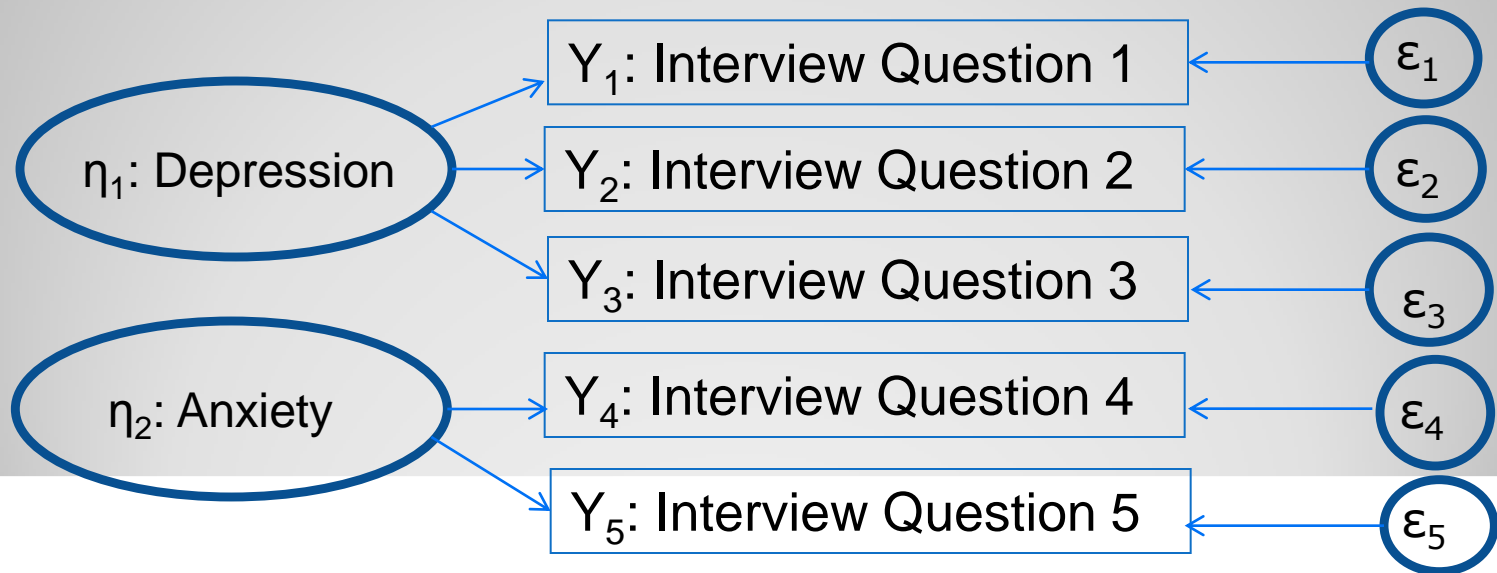 Y₁: Interview Question 1
ε₁
η₁: Depression
Y₂: Interview Question 2
ε₂
Y₃: Interview Question 3
ε₃
η₂: Anxiety
Y₄: Interview Question 4
ε₄
Y₅: Interview Question 5
ε₅